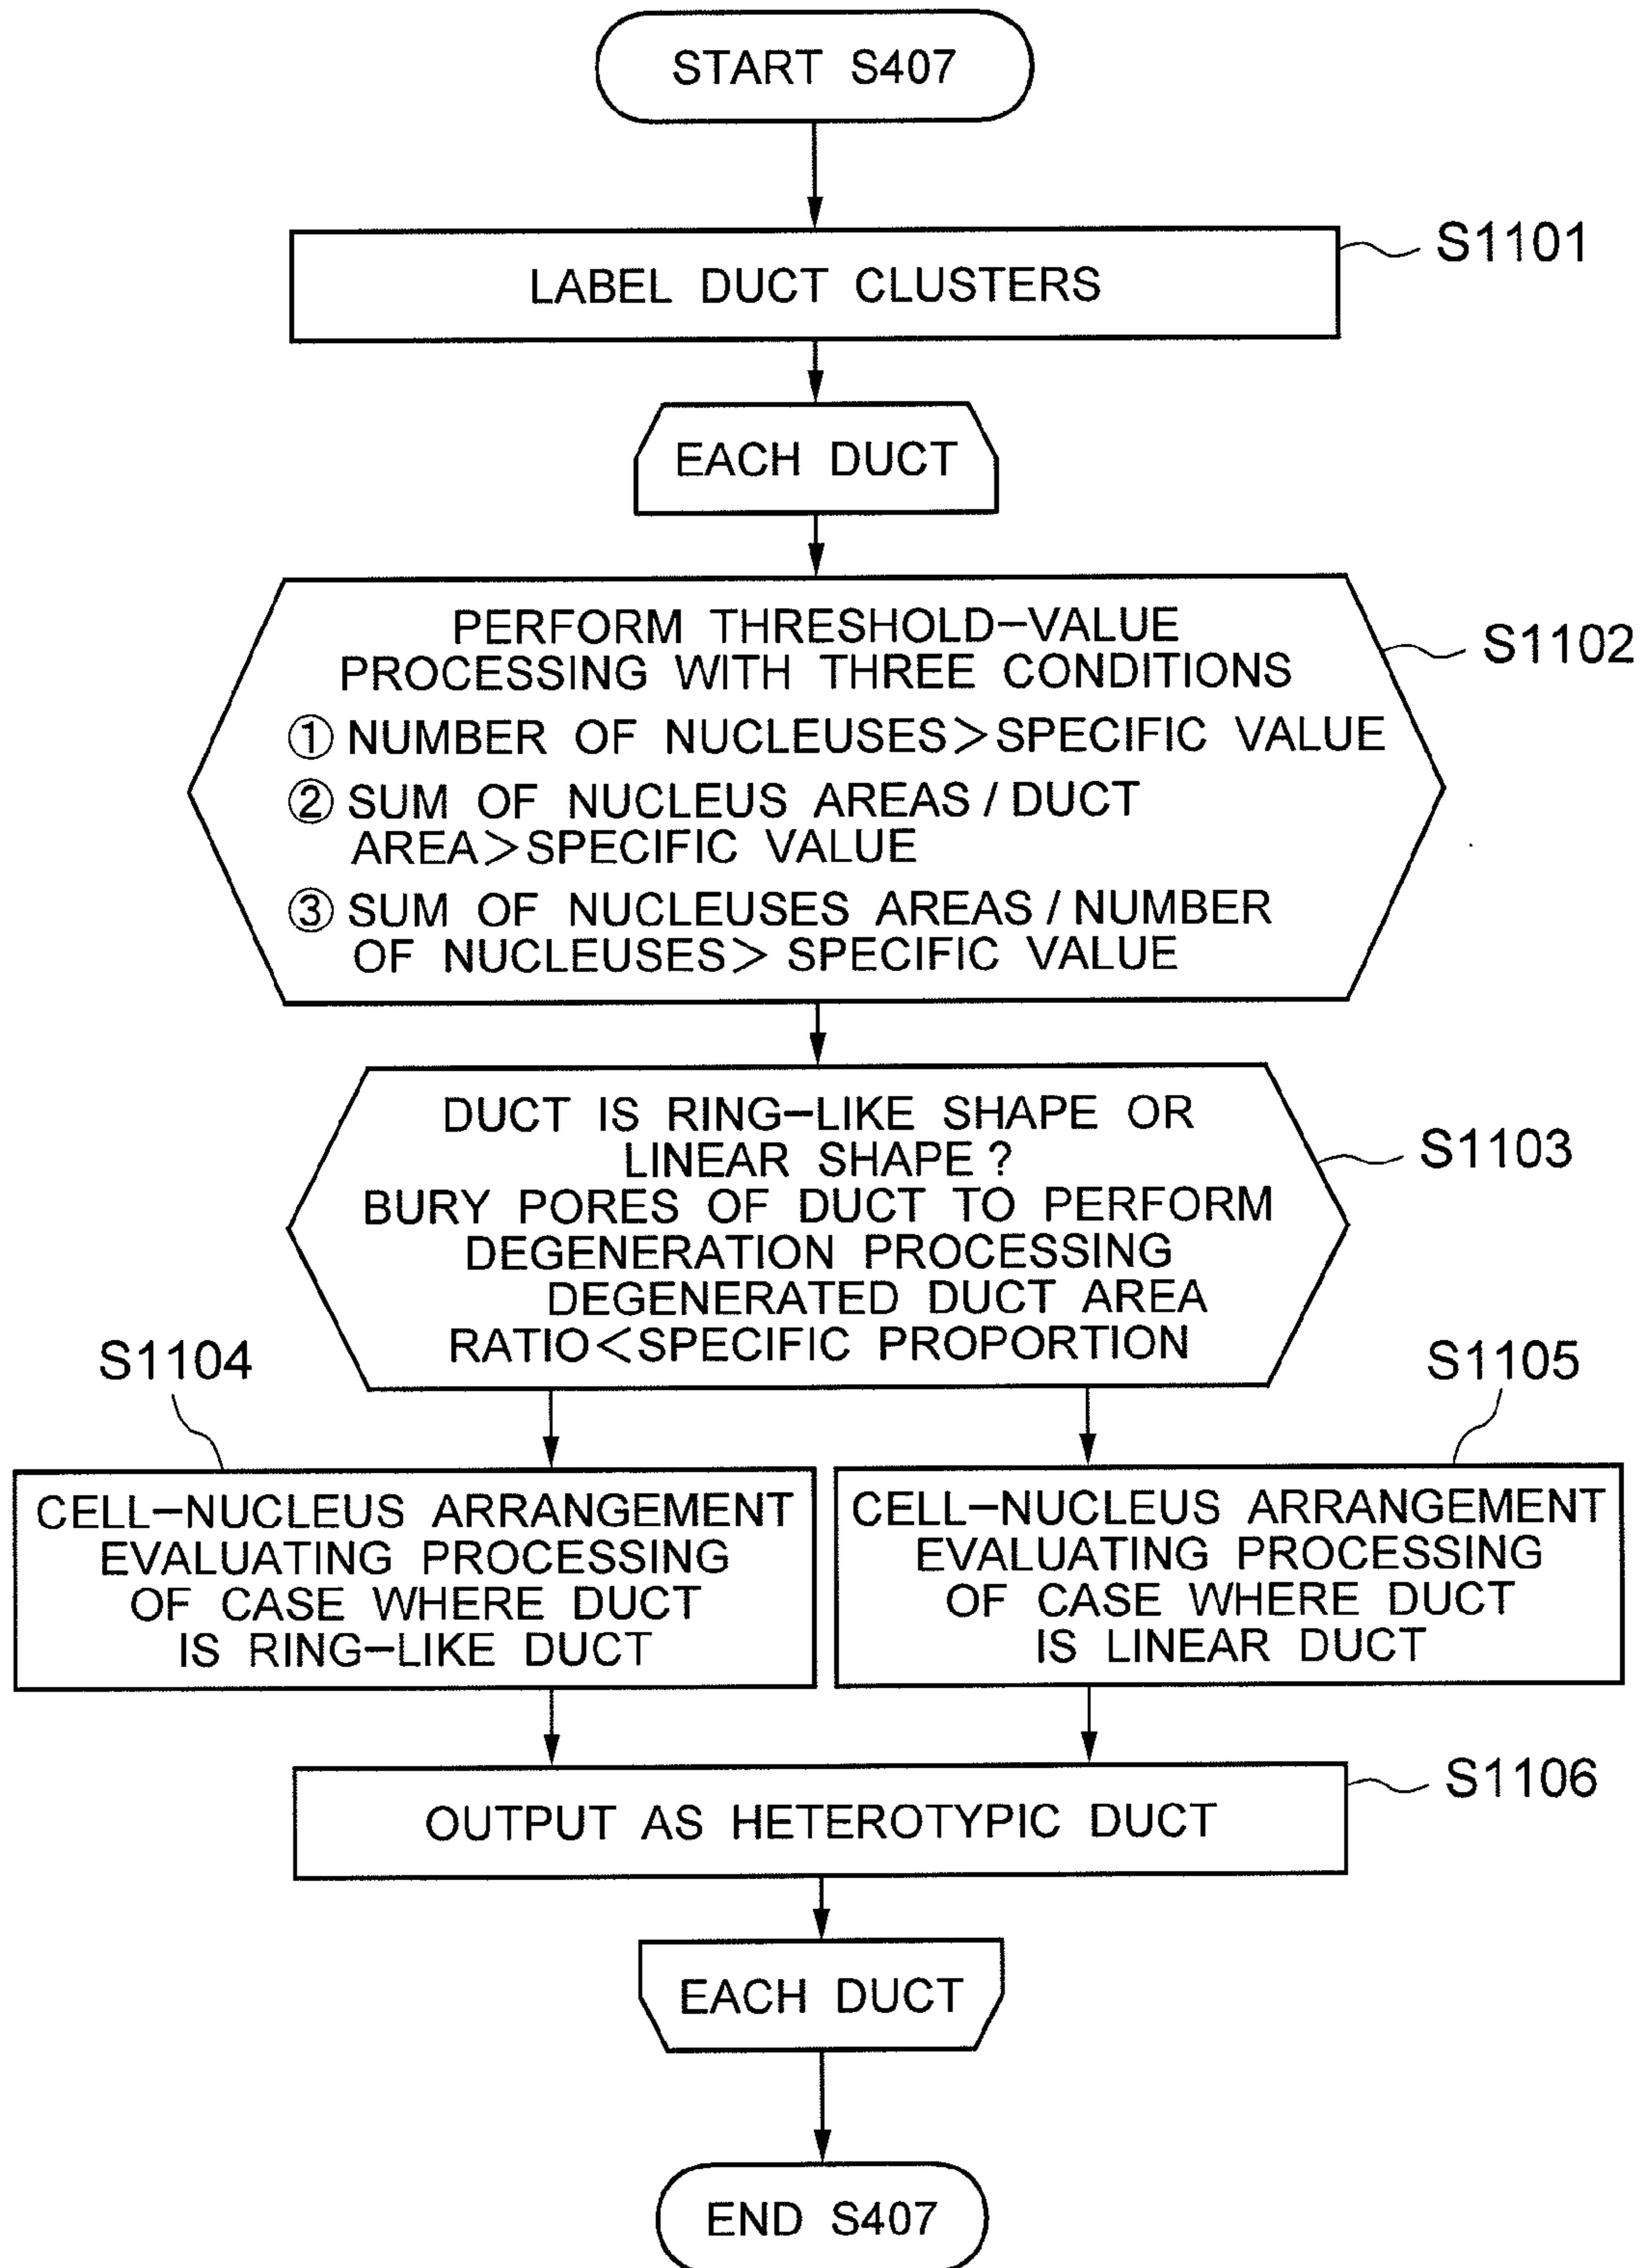 START S407
S1101
LABEL DUCT CLUSTERS
EACH DUCT
S1102
PERFORM THRESHOLD-VALUE
PROCESSING WITH THREE CONDITIONS
① NUMBER OF NUCLEUSES>SPECIFIC VALUE
② SUM OF NUCLEUS AREAS / DUCT
AREA>SPECIFIC VALUE
③ SUM OF NUCLEUSES AREAS / NUMBER
OF NUCLEUSES> SPECIFIC VALUE
S1103
DUCT IS RING-LIKE SHAPE OR
LINEAR SHAPE ?
BURY PORES OF DUCT TO PERFORM
DEGENERATION PROCESSING
DEGENERATED DUCT AREA
RATIO<SPECIFIC PROPORTION
S1104
S1105
CELL-NUCLEUS ARRANGEMENT
EVALUATING PROCESSING
OF CASE WHERE DUCT
IS RING-LIKE DUCT
CELL-NUCLEUS ARRANGEMENT
EVALUATING PROCESSING
OF CASE WHERE DUCT
IS LINEAR DUCT
S1106
OUTPUT AS HETEROTYPIC DUCT
EACH DUCT
END S407